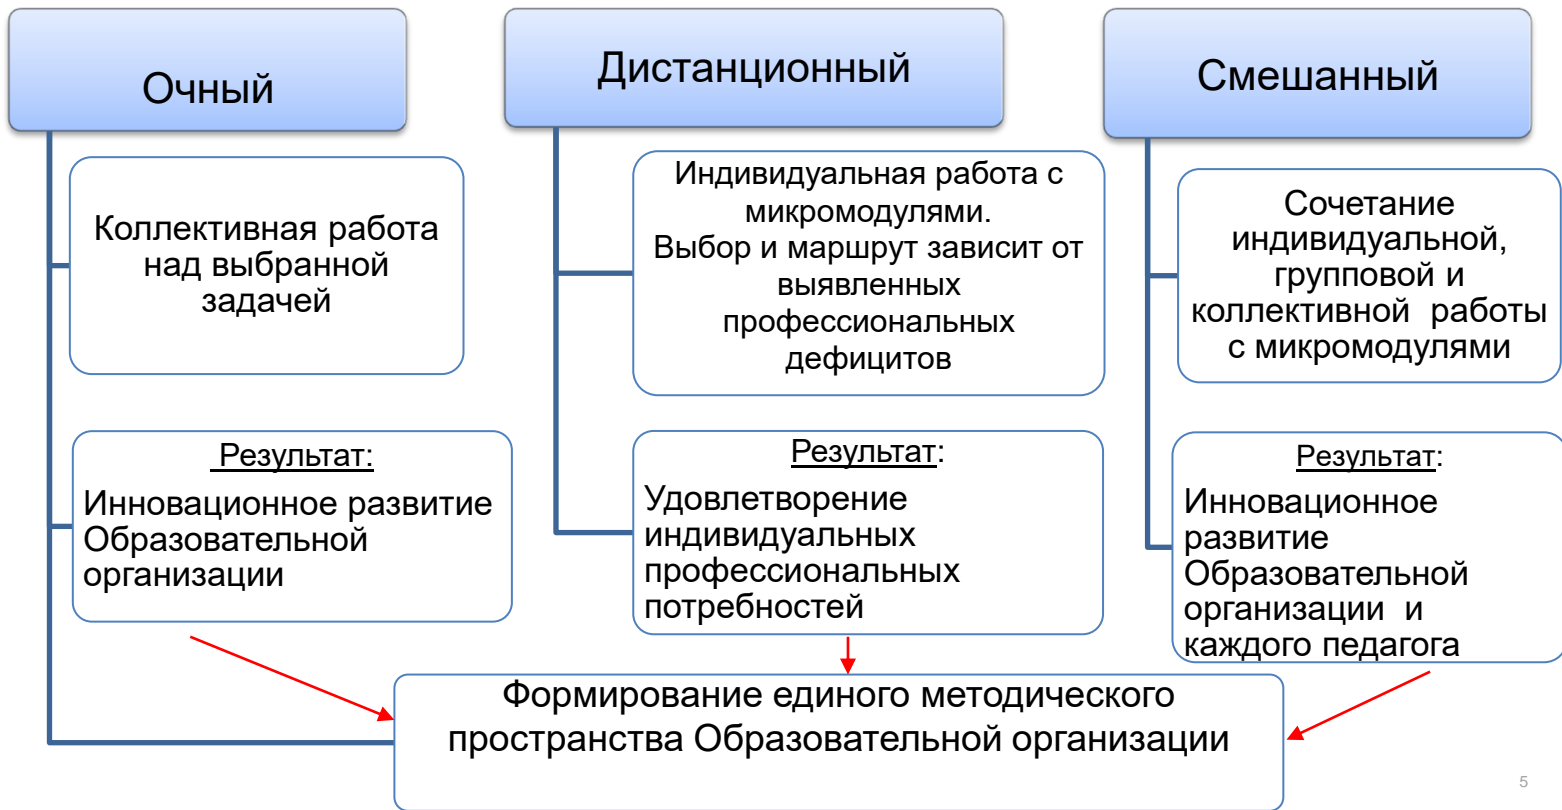 Очный
Дистанционный
Смешанный
Коллективная работа
над выбранной
задачей
Индивидуальная работа с
микромодулями.
Выбор и маршрут зависит от
выявленных
профессиональных
дефицитов
Сочетание
индивидуальной,
групповой и
коллективной работы
с микромодулями
Результат:
Инновационное развитие
Образовательной
организации
Результат:
Удовлетворение
индивидуальных
профессиональных
потребностей
Результат:
Инновационное
развитие
Образовательной
организации и
каждого педагога
Формирование единого методического
пространства Образовательной организации
5